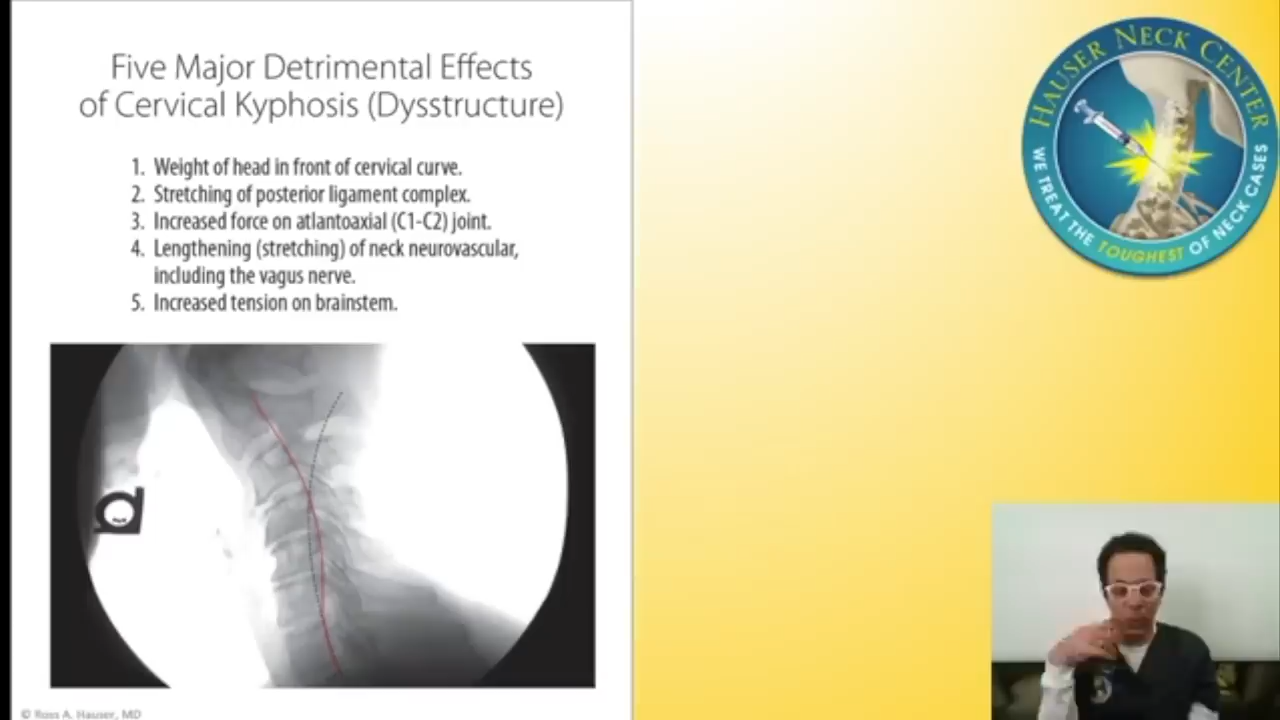 Five Major Detrimental Effects
of Cervical Kyphosis (Dysstructure)
1. Weight of head in front of cervical curve.
2. Stretching of posterior ligament complex.
3. Increased force on atlantoaxial (C1-C2) joint.
4. Lengthening (stretching) of neck neurovascular,
including the vagus nerve.
5. Increased tension on brainstem.
© Ross A. Hauser, MD
HAUSER NECK CENTER
WE TREAT THE TOUGHEST OF NECK CASES